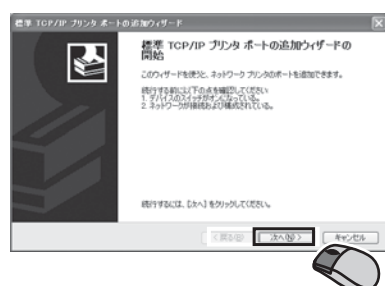 標準 TCP/IP プリンタ ポートの追加ウィザード
標準 TCP/IP プリンタ ポートの追加ウィザードの
開始
このウィザードを使うと、ネットワーク プリンタのポートを追加できます。
続行する前に以下の点を確認してください
1. デバイスのスイッチがオンになっている。
2. ネットワークが接続および構成されている。
続行するには、[次へ] をクリックしてください。
< 戻る(B)
次へ(N) >
キャンセル